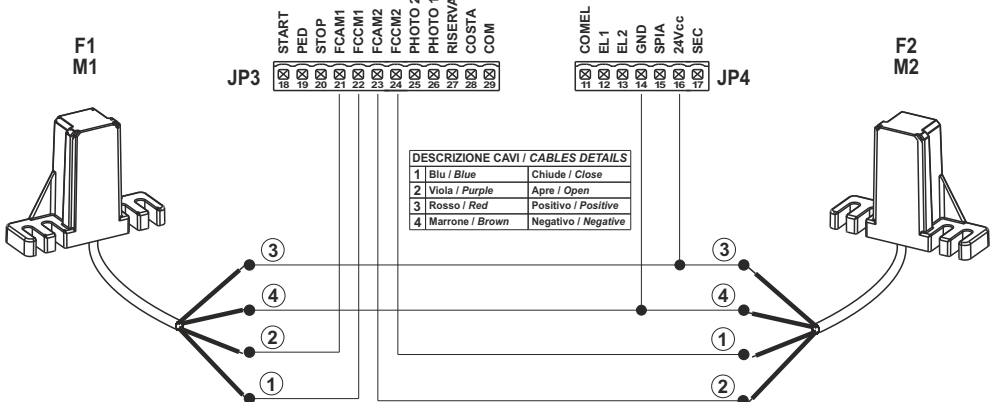 F1
M1
JP3
START
PED
STOP
FCAM1
FCCM1
FCAM2
FCCM2
PHOTO 2
PHOTO 1
RISERVA
COSTA
COM
18 19 20 21 22 23 24 25 26 27 28 29
COMEL
EL1
EL2
GND
SPIA
24Vcc
SEC
11 12 13 14 15 16 17
JP4
F2
M2
DESCRIZIONE CAVI / CABLES DETAILS
1 Blu / Blue Chiude / Close
2 Viola / Purple Apre / Open
3 Rosso / Red Positivo / Positive
4 Marrone / Brown Negativo / Negative
3 3
4 4
2 1
1 2